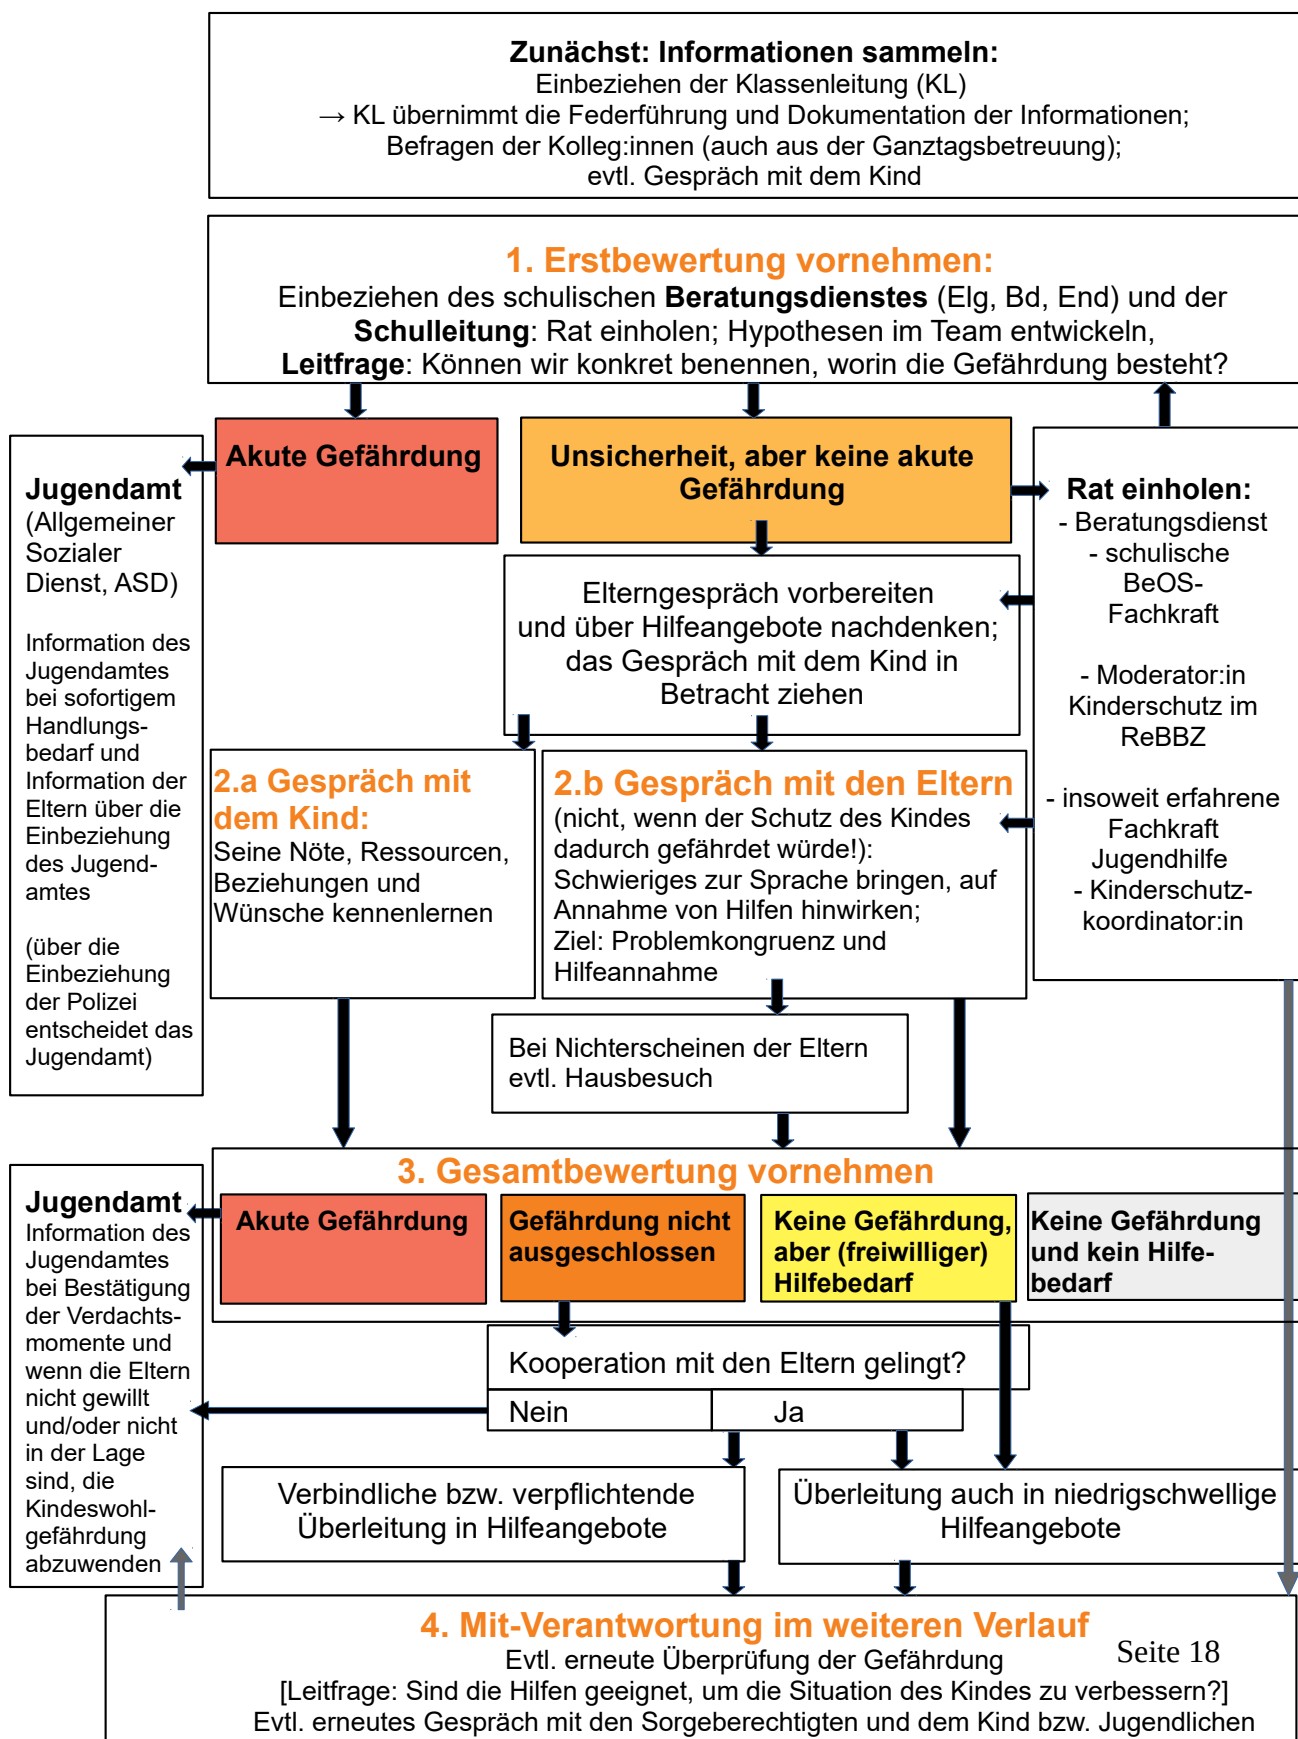 Zunächst: Informationen sammeln:
Einbeziehen der Klassenleitung (KL)
→ KL übernimmt die Federführung und Dokumentation der Informationen;
Befragen der Kolleg:innen (auch aus der Ganztagsbetreuung);
evtl. Gespräch mit dem Kind
1. Erstbewertung vornehmen:
Einbeziehen des schulischen Beratungsdienstes (Elg, Bd, End) und der
Schulleitung: Rat einholen; Hypothesen im Team entwickeln,
Leitfrage: Können wir konkret benennen, worin die Gefährdung besteht?
Akute Gefährdung
Unsicherheit, aber keine akute
Gefährdung
Jugendamt
(Allgemeiner
Sozialer
Dienst, ASD)
Information des
Jugendamtes
bei sofortigem
Handlungs-
bedarf und
Information der
Eltern über die
Einbeziehung
des Jugend-
amtes
(über die
Einbeziehung
der Polizei
entscheidet das
Jugendamt)
Rat einholen:
- Beratungsdienst
- schulische
BeOS-
Fachkraft
- Moderator:in
Kinderschutz im
ReBBZ
- insoweit erfahrene
Fachkraft
Jugendhilfe
- Kinderschutz-
koordinator:in
Elterngespräch vorbereiten
und über Hilfeangebote nachdenken;
das Gespräch mit dem Kind in
Betracht ziehen
2.a Gespräch mit
dem Kind:
Seine Nöte, Ressourcen,
Beziehungen und
Wünsche kennenlernen
2.b Gespräch mit den Eltern
(nicht, wenn der Schutz des Kindes
dadurch gefährdet würde!):
Schwieriges zur Sprache bringen, auf
Annahme von Hilfen hinwirken;
Ziel: Problemkongruenz und
Hilfeannahme
Bei Nichterscheinen der Eltern
evtl. Hausbesuch
3. Gesamtbewertung vornehmen
Akute Gefährdung
Gefährdung nicht
ausgeschlossen
Keine Gefährdung,
aber (freiwilliger)
Hilfebedarf
Keine Gefährdung
und kein Hilfe-
bedarf
Jugendamt
Information des
Jugendamtes
bei Bestätigung
der Verdachts-
momente und
wenn die Eltern
nicht gewillt
und/oder nicht
in der Lage
sind, die
Kindeswohl-
gefährdung
abzuwenden
Kooperation mit den Eltern gelingt?
Nein
Ja
Verbindliche bzw. verpflichtende
Überleitung in Hilfeangebote
Überleitung auch in niedrigschwellige
Hilfeangebote
4. Mit-Verantwortung im weiteren Verlauf
Evtl. erneute Überprüfung der Gefährdung
Seite 18
[Leitfrage: Sind die Hilfen geeignet, um die Situation des Kindes zu verbessern?]
Evtl. erneutes Gespräch mit den Sorgeberechtigten und dem Kind bzw. Jugendlichen